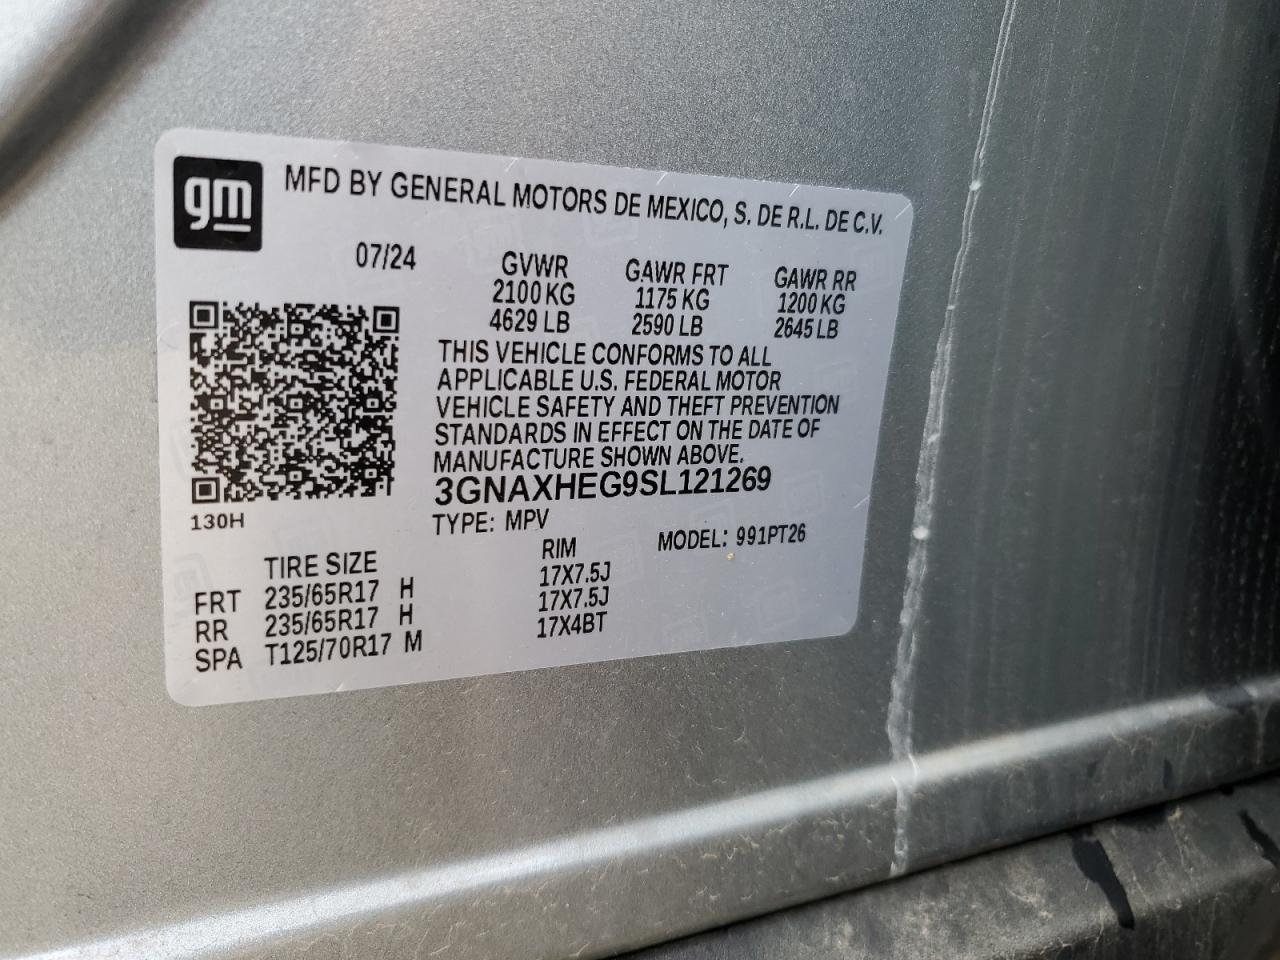 gm
MFD BY GENERAL MOTORS DE MEXICO, S. DE R.L. DE C.V.
07/24
GVWR GAWR FRT GAWR RR
2100 KG 1175 KG 1200 KG
4629 LB 2590 LB 2645 LB
THIS VEHICLE CONFORMS TO ALL
APPLICABLE U.S. FEDERAL MOTOR
VEHICLE SAFETY AND THEFT PREVENTION
STANDARDS IN EFFECT ON THE DATE OF
MANUFACTURE SHOWN ABOVE.
3GNAXHEG9SL121269
130H
TYPE: MPV MODEL: 991PT26
TIRE SIZE RIM
FRT 235/65R17 H 17X7.5J
RR 235/65R17 H 17X7.5J
SPA T125/70R17 M 17X4BT